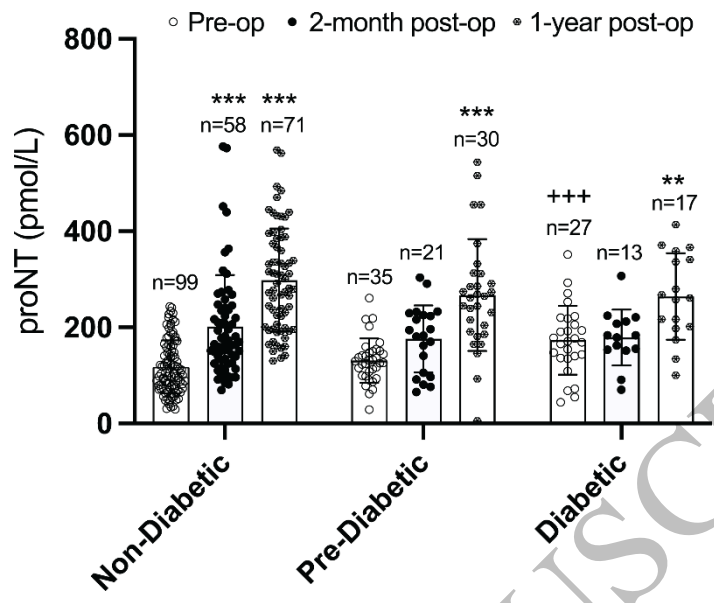 ○ Pre-op ● 2-month post-op 1-year post-op
proNT (pmol/L)
800
600
400
200
0
n=99
***
n=58
***
n=71
n=35
n=21
***
n=30
+++
n=27
n=13
**
n=17
Non-Diabetic
Pre-Diabetic
Diabetic
USC